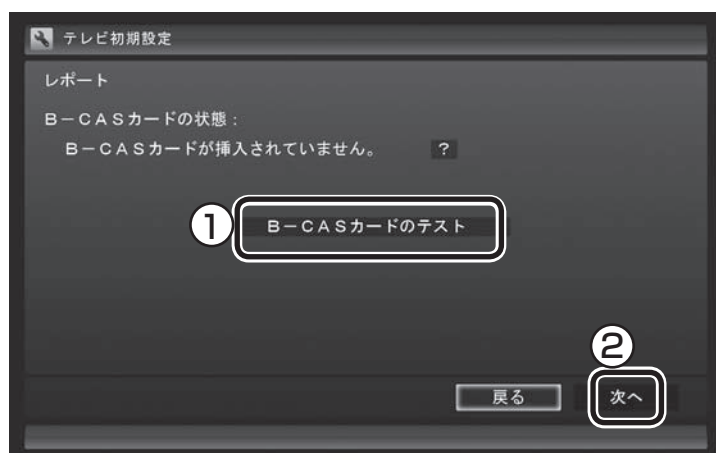 テレビ初期設定
レポート
B−CASカードの状態：
B−CASカードが挿入されていません。 ?
① B−CASカードのテスト
②
戻る 次へ